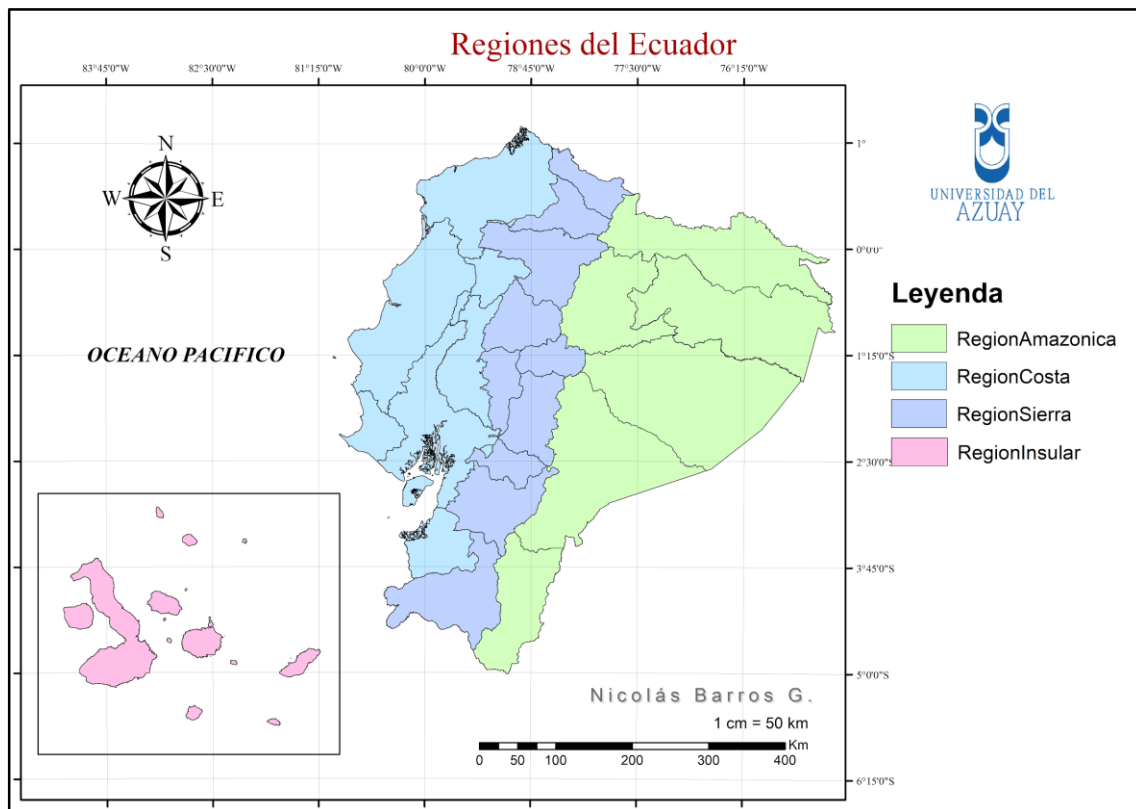 Regiones del Ecuador
83°45'0"W 82°30'0"W 81°15'0"W 80°0'0"W 78°45'0"W 77°30'0"W 76°15'0"W
N
W E
S
1°
0°0'0"
1°15'0"S
2°30'0"S
3°45'0"S
5°0'0"S
6°15'0"S
OCEANO PACIFICO
UNIVERSIDAD DEL
AZUAY
Leyenda
RegionAmazonica
RegionCosta
RegionSierra
RegionInsular
Nicolás Barros G.
1 cm = 50 km
Km
0 50 100 200 300 400